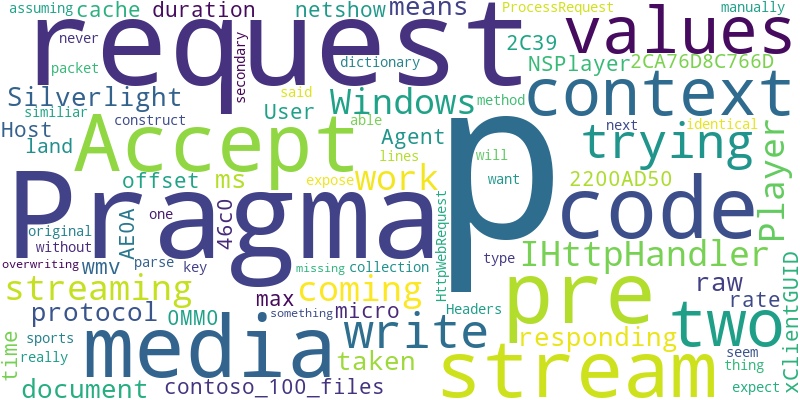 assuming cache duration netshow means ProcessRequest manually
never request values
packet secondary dictionary 2C39 NSPlayer 2CA76D8C766D
Silverlight said Windows method context
similiar User
Host construct able Agent next identical
land Accept lines will trying
offset ms expose work want p 2200AD50 Player
Pragma 46cO code
original AE0A one HttpWebRequest
without type IHttpHandler
overwriting wmv parse key missing collection
streaming max coming pre raw xClientGUID
protocol OMMO something micro Headers rate two
time sports media write responding
really taken stream seem thing
document contoso_100_files expect